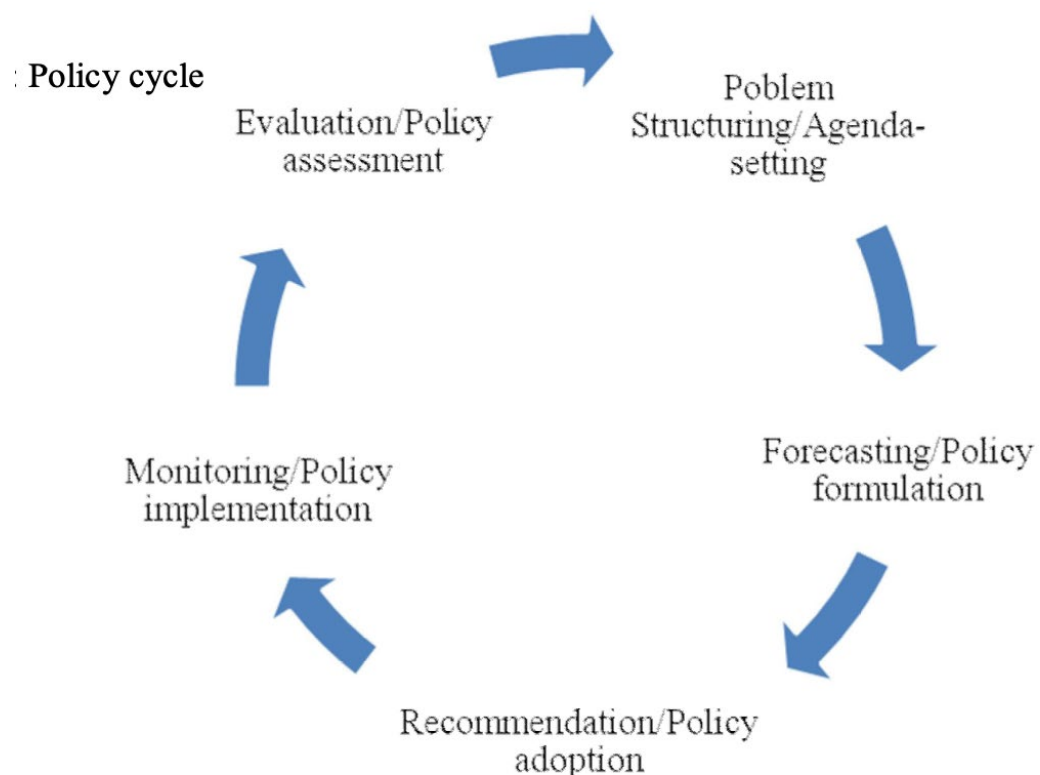 : Policy cycle
Poblem
Structuring/Agenda-
setting
Forecasting/Policy
formulation
Recommendation/Policy
adoption
Monitoring/Policy
implementation
Evaluation/Policy
assessment